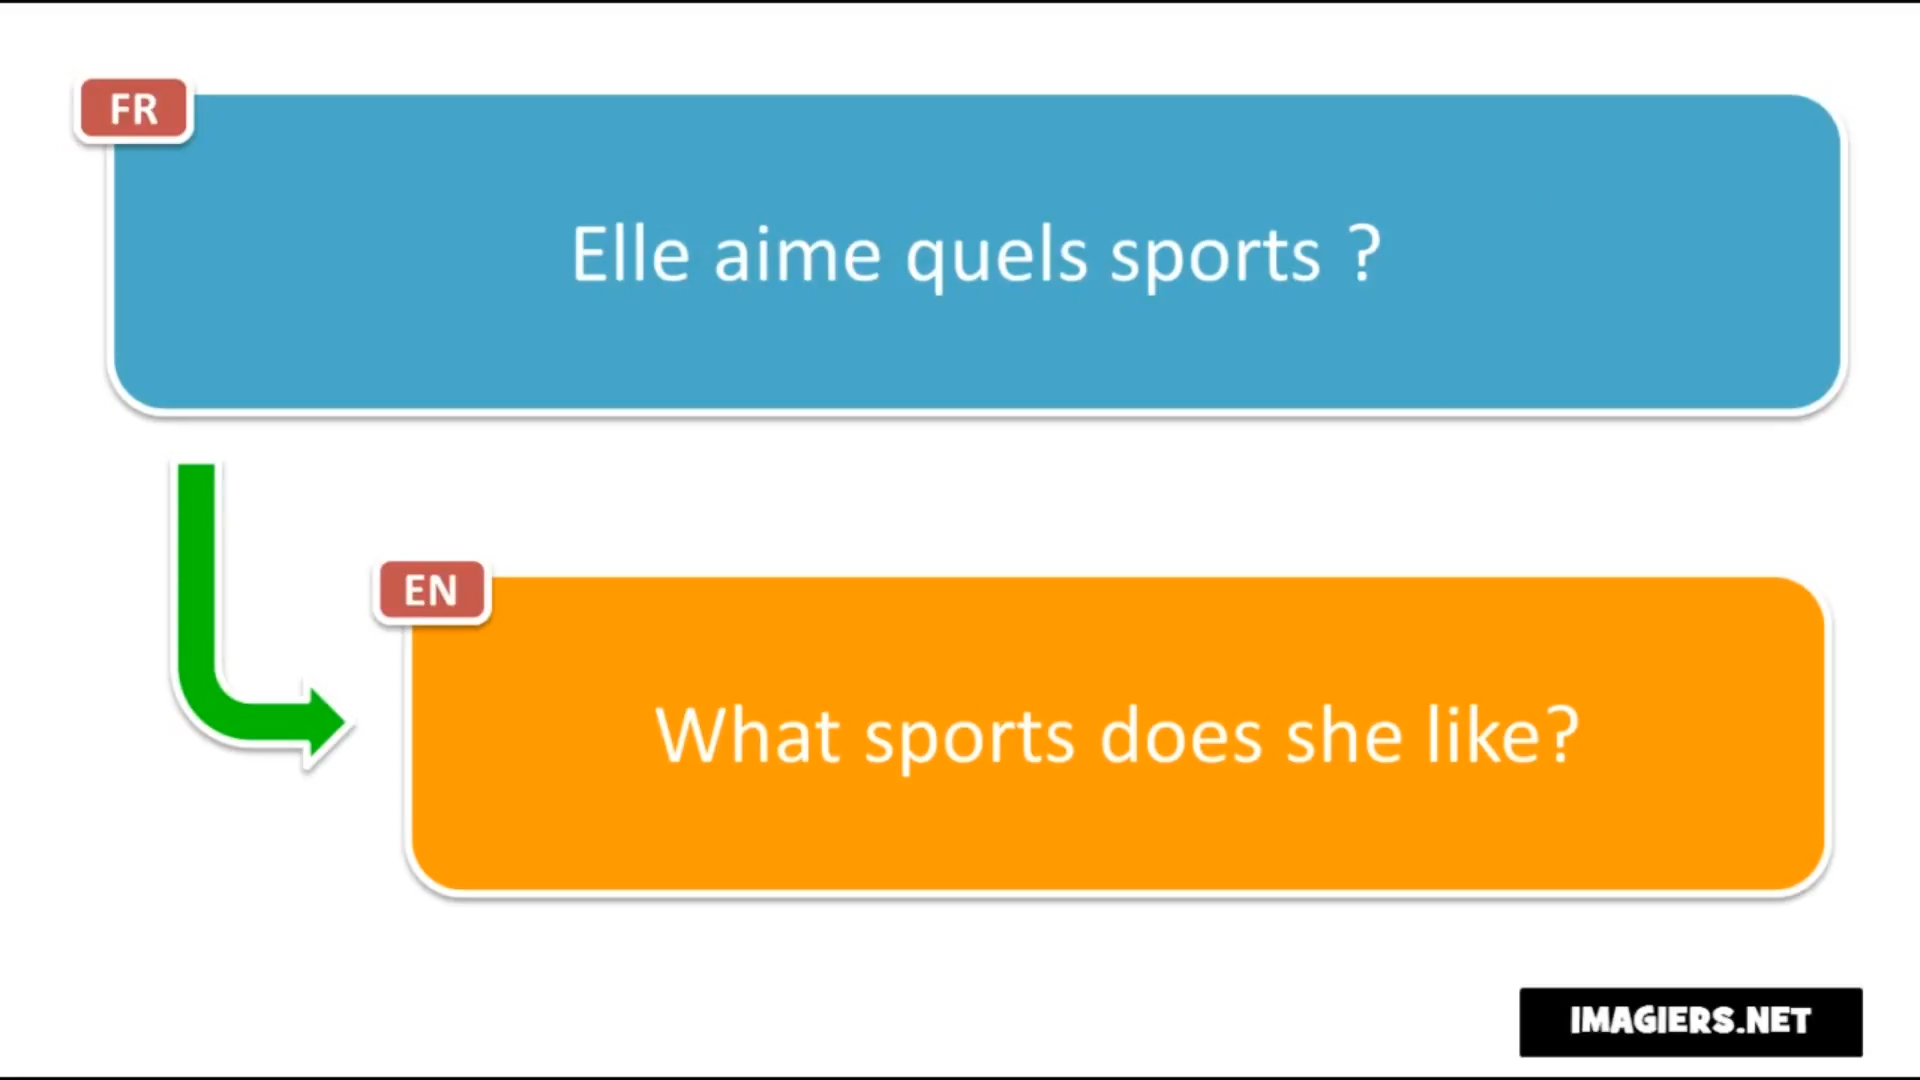 FR
Elle aime quels sports ?
EN
What sports does she like?
IMAGIERS.NET